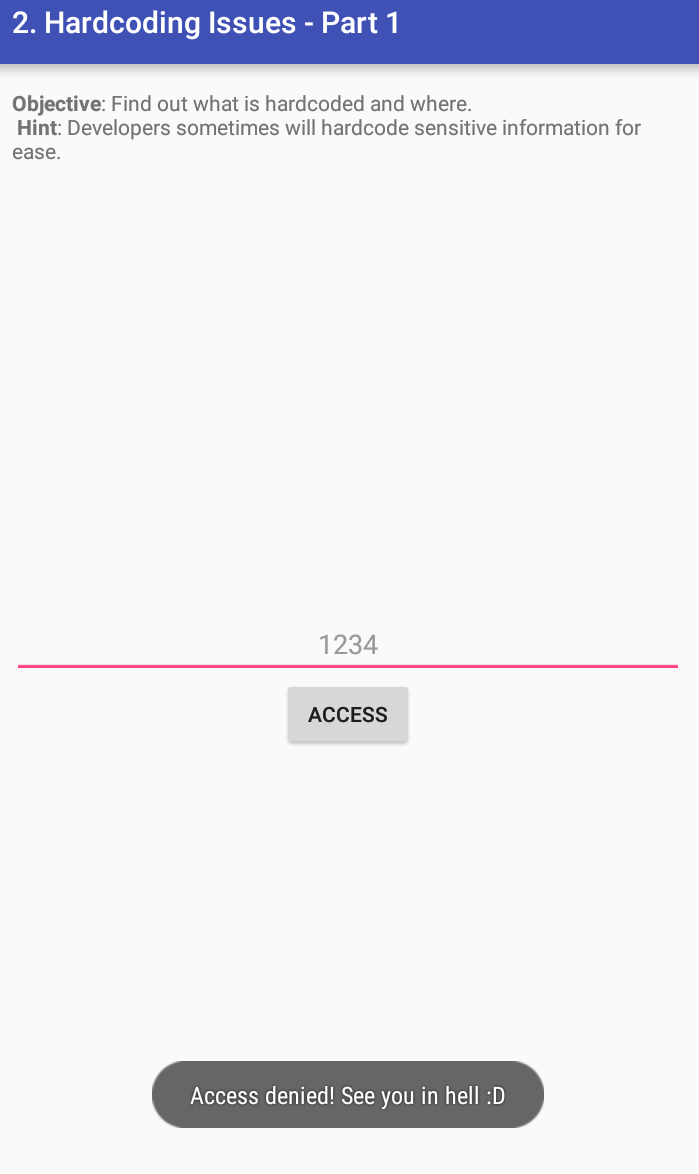 2. Hardcoding Issues - Part 1
Objective: Find out what is hardcoded and where.
Hint: Developers sometimes will hardcode sensitive information for
ease.
1234
ACCESS
Access denied! See you in hell :D